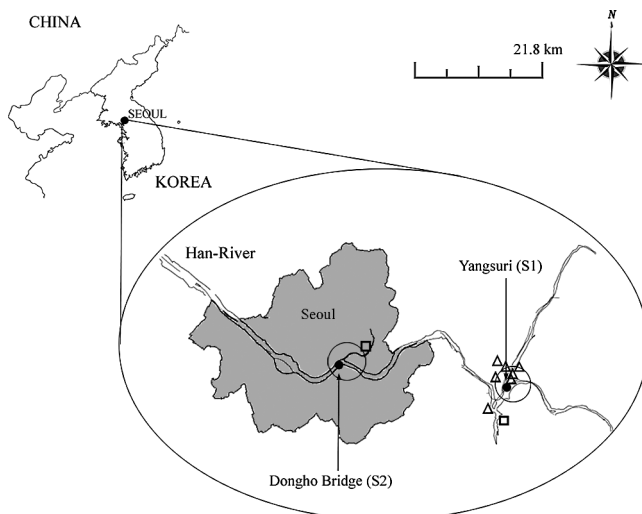 CHINA
N
21.8 km
SEOUL
KOREA
Han-River
Yangsuri (S1)
Seoul
Dongho Bridge (S2)